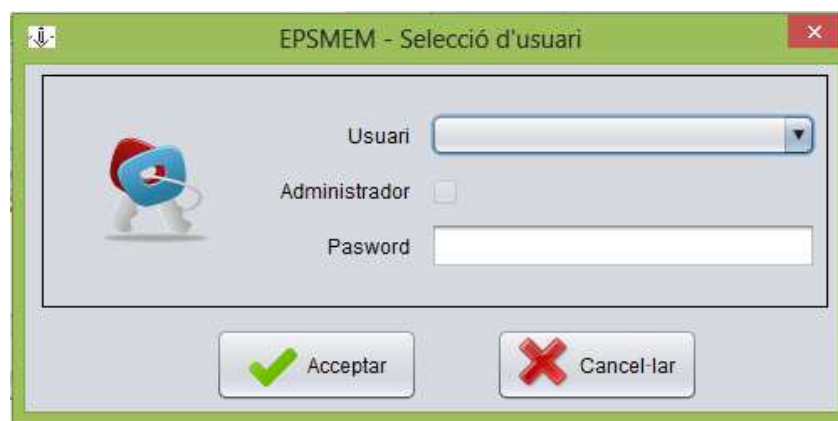 EPSMEM - Selecció d'usuari
Usuari
Administrador
Pasword
Acceptar
Cancel·lar